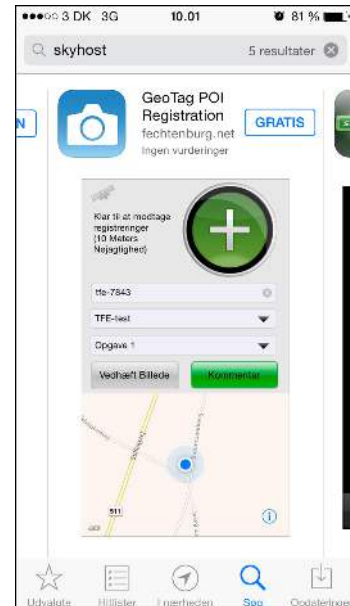 3 DK 3G 10.01 81 %
skyhost 5 resultater
N
GeoTag POI
Registration
fechtenburg.net
Ingen vurderinger
GRATIS
Klar til at modtage
registreringer
(10 Meters
Nøjagtighed)
tfe-7843
TFE-test
Opgave 1
Vedhæft Billede
Kommentar
511
Udvalgte Hitlister I nærheden Søg Opdateringer